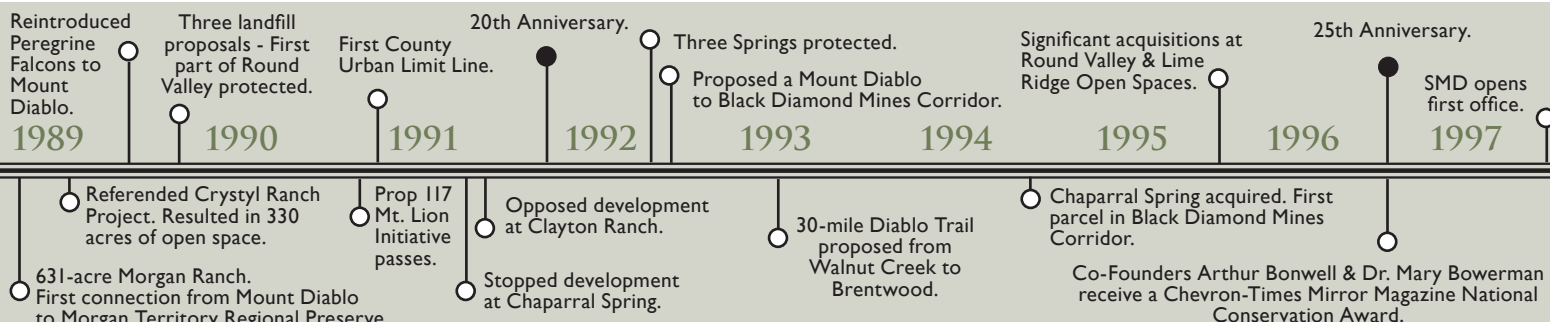 Reintroduced
Peregrine
Falcons to
Mount
Diablo.
Three landfill
proposals - First
part of Round
Valley protected.
First County
Urban Limit Line.
20th Anniversary.
Three Springs protected.
Proposed a Mount Diablo
to Black Diamond Mines Corridor.
Significant acquisitions at
Round Valley & Lime
Ridge Open Spaces.
25th Anniversary.
SMD opens
first office.
1989 1990 1991 1992 1993 1994 1995 1996 1997
Referended Crystyl Ranch
Project. Resulted in 330
acres of open space.
631-acre Morgan Ranch.
First connection from Mount Diablo
to Morgan Territory Regional Preserve
Prop 117
Mt. Lion
Initiative
passes.
Opposed development
at Clayton Ranch.
Stopped development
at Chaparral Spring.
30-mile Diablo Trail
proposed from
Walnut Creek to
Brentwood.
Chaparral Spring acquired. First
parcel in Black Diamond Mines
Corridor.
Co-Founders Arthur Bonwell & Dr. Mary Bowerman
receive a Chevron-Times Mirror Magazine National
Conservation Award.